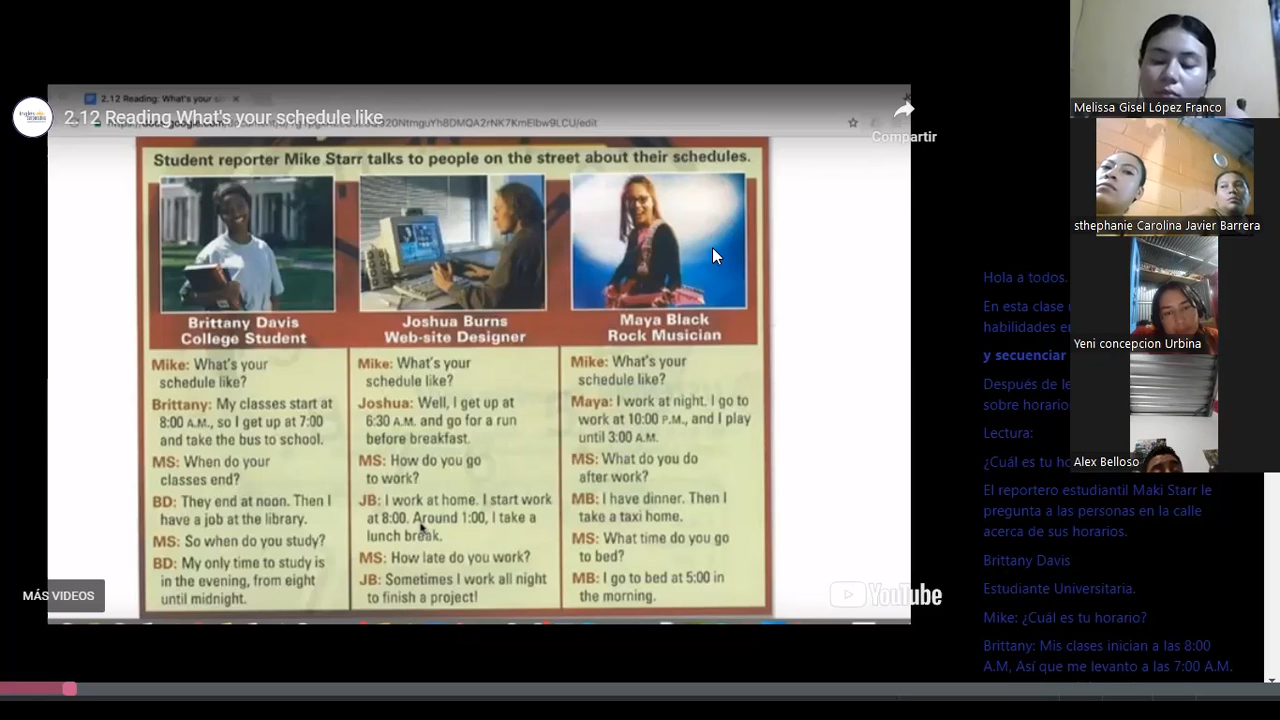 2.12 Reading: What's your
2.12 Reading What's your schedule like
Compartir
Student reporter Mike Starr talks to people on the street about their schedules.
Brittany Davis
College Student
Mike: What's your
schedule like?
Brittany: My classes start at
8:00 A.M., so I get up at 7:00
and take the bus to school.
MS: When do your
classes end?
BD: They end at noon. Then I
have a job at the library.
MS: So when do you study?
BD: My only time to study is
in the evening, from eight
until midnight.
Joshua Burns
Web-site Designer
Mike: What's your
schedule like?
Joshua: Well, I get up at
6:30 A.M. and go for a run
before breakfast.
MS: How do you go
to work?
JB: I work at home. I start work
at 8:00. Around 1:00, I take a
lunch break.
MS: How late do you work?
JB: Sometimes I work all night
to finish a project!
Maya Black
Rock Musician
Mike: What's your
schedule like?
Maya: I work at night. I go to
work at 10:00 P.M., and I play
until 3:00 A.M.
MS: What do you do
after work?
MB: I have dinner. Then I
take a taxi home.
MS: What time do you go
to bed?
MB: I go to bed at 5:00 in
the morning.
MÁS VIDEOS
YouTube
Melissa Gisel López Franco
sthephanie Carolina Javier Barrera
Yeni concepcion Urbina
Alex Belloso
Hola a todos.
En esta clase
habilidades
y secuenciar
Después de
sobre
Lectura:
¿Cuál es tu
El reportero estudiantil Maki Starr le
pregunta a las personas en la calle
acerca de sus horarios.
Brittany Davis
Estudiante Universitaria.
Mike: ¿Cuál es tu horario?
Brittany: Mis clases inician a las 8:00
A.M, Así que me levanto a las 7:00 A.M.